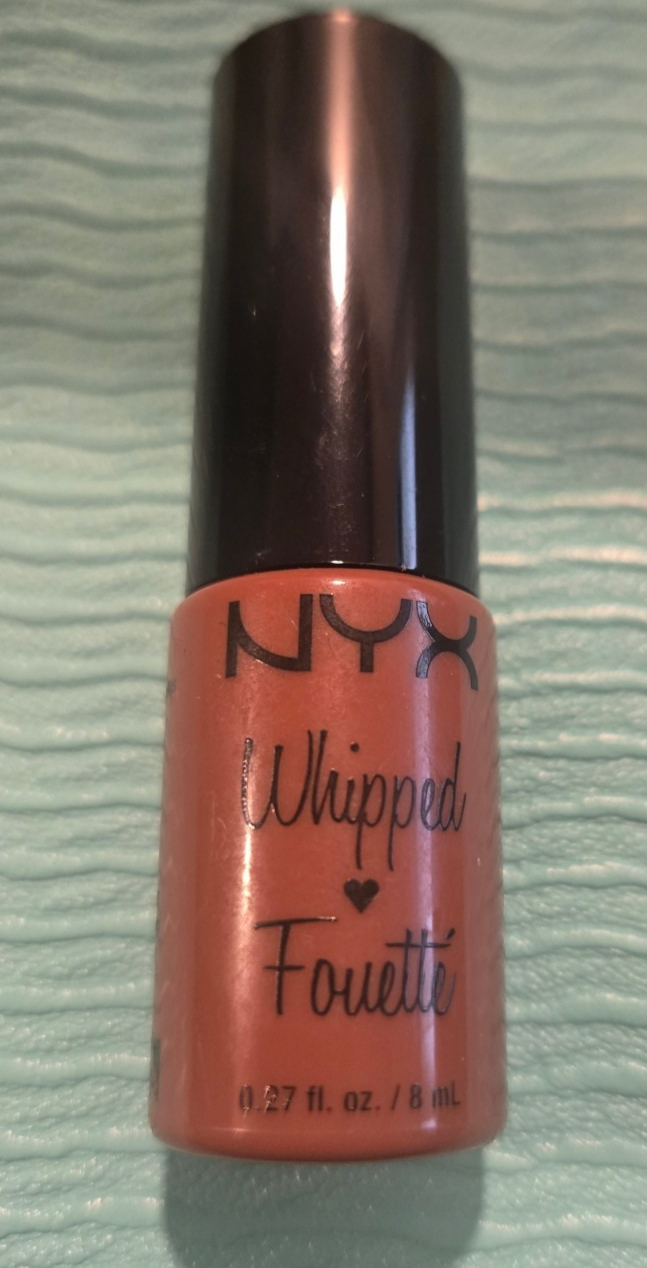 NYX
Whipped
♥
Fouetté
0.27 fl. oz. / 8 mL